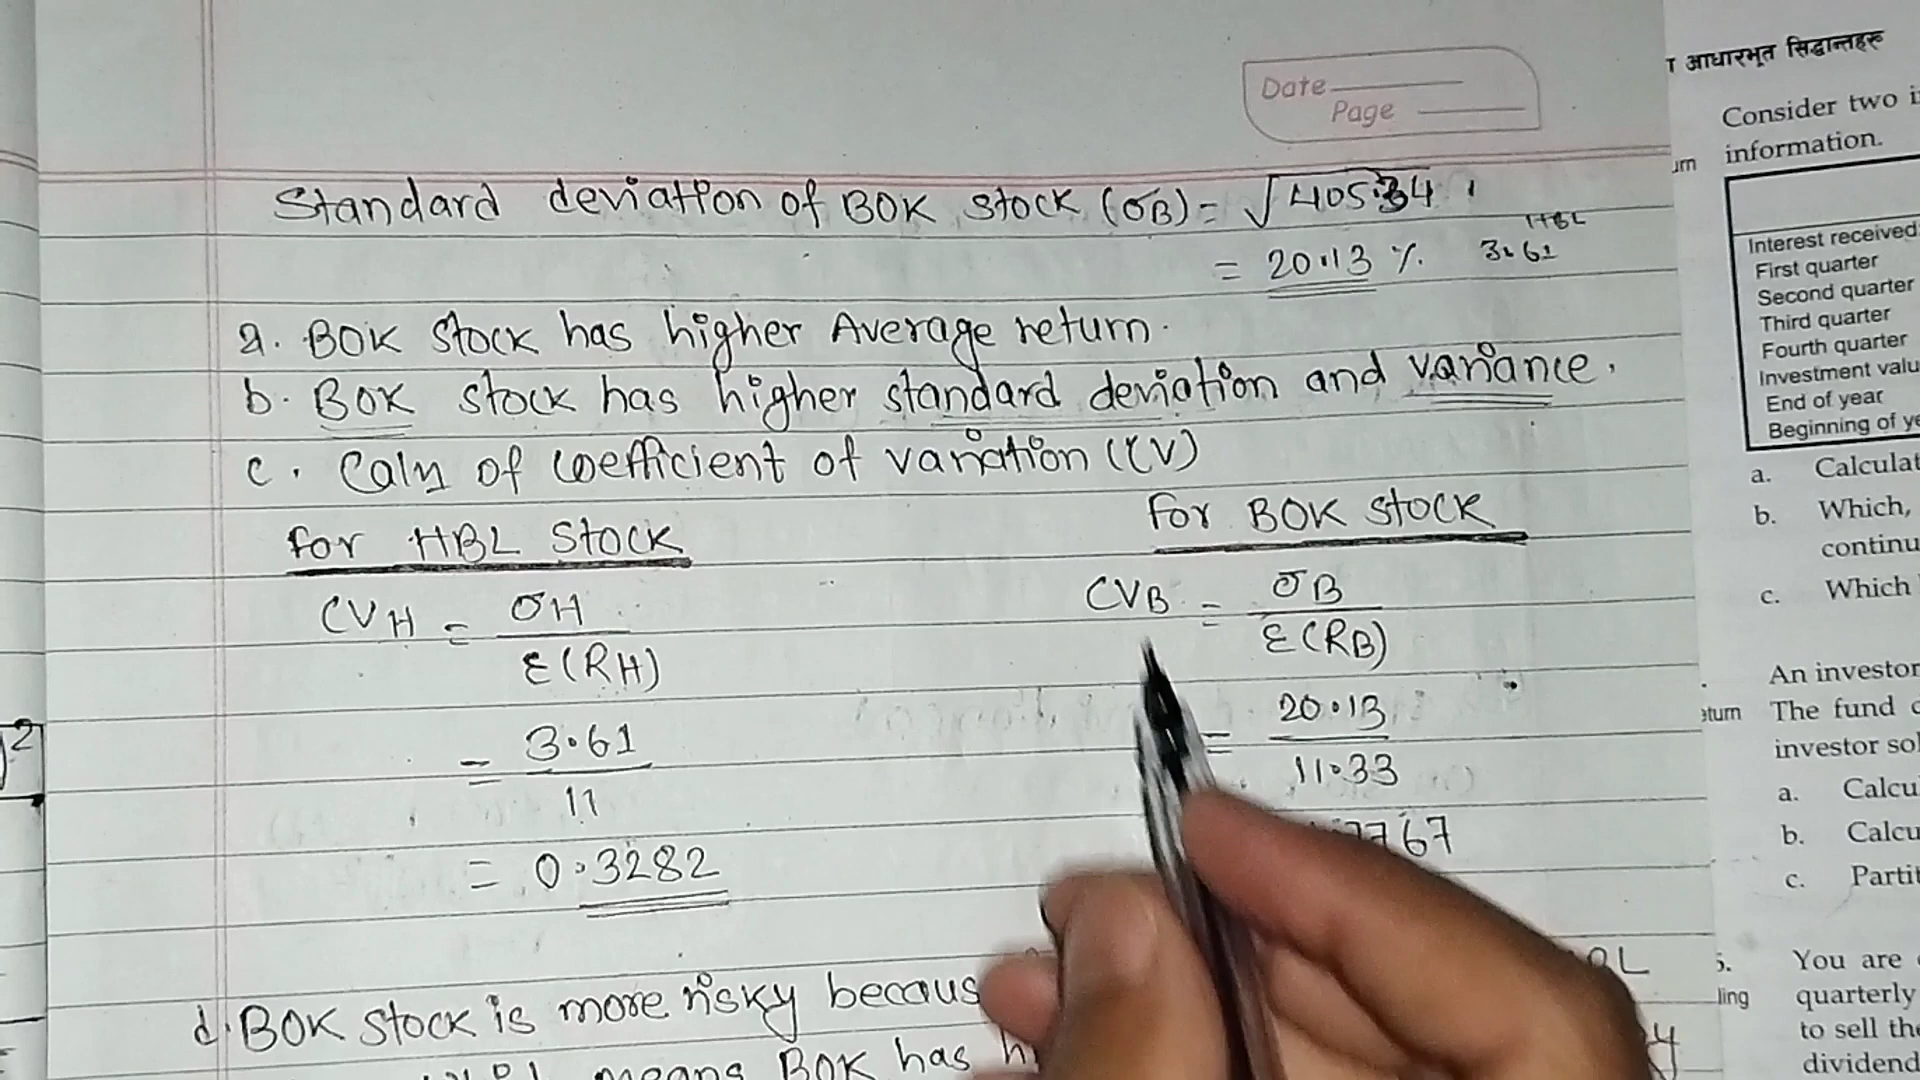 Date
Page
Standard deviation of BOK stock (σB) = √405.34
= 20.13 %. 3.61 HBL
a. BOK stock has higher Average return.
b. BOK stock has higher standard deviation and variance.
c. Caln of coefficient of variation (CV)
for HBL Stock
CVH = σH / ε(RH)
= 3.61 / 11
= 0.3282
For BOK stock
CVB = σB / ε(RB)
= 20.13 / 11.33
767
d. BOK stock is more risky becaus
means BOK has
आधारभूत सिद्धान्तहरू
Consider two
information.
Interest received
First quarter
Second quarter
Third quarter
Fourth quarter
Investment valu
End of year
Beginning of ye
a. Calculat
b. Which,
continu
c. Which
An investor
The fund
investor sol
a. Calcu
b. Calcu
c. Partit
5. You are
quarterly
to sell the
dividend